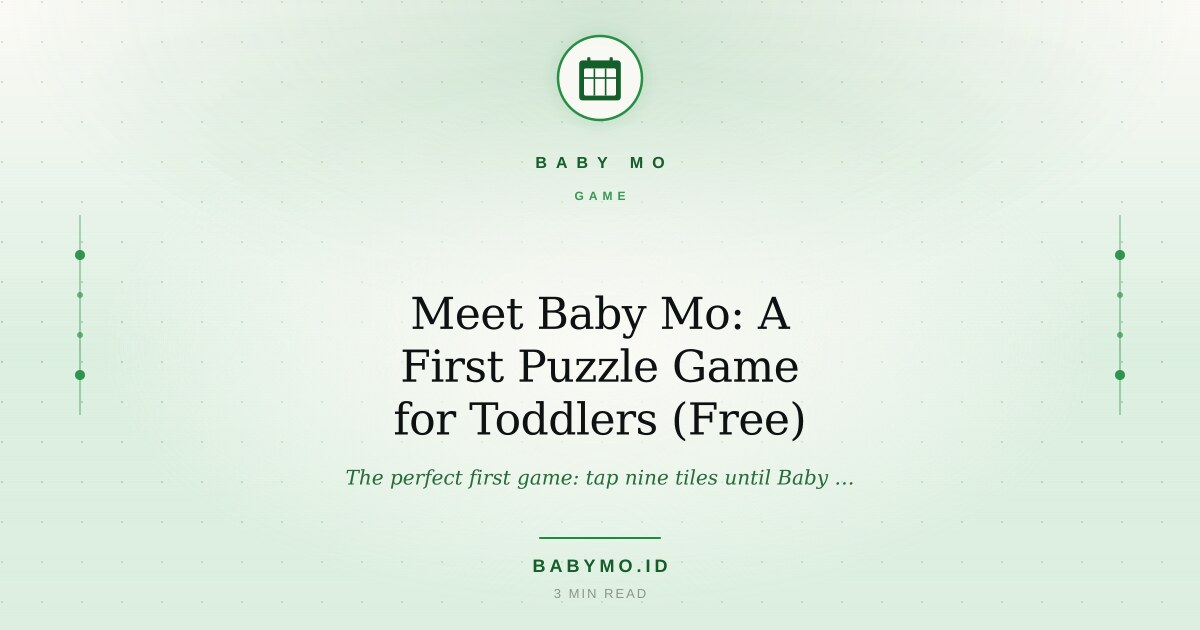 BABY MO
GAME
Meet Baby Mo: A
First Puzzle Game
for Toddlers (Free)
The perfect first game: tap nine tiles until Baby ...
BABYMO.ID
3 MIN READ